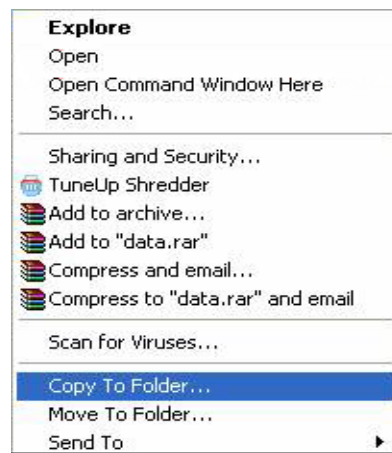 Explore
Open
Open Command Window Here
Search...
Sharing and Security...
TuneUp Shredder
Add to archive...
Add to "data.rar"
Compress and email...
Compress to "data.rar" and email
Scan for Viruses...
Copy To Folder...
Move To Folder...
Send To